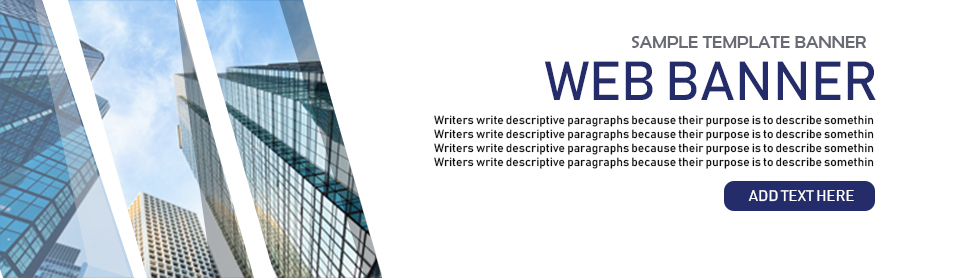 SAMPLE TEMPLATE BANNER
WEB BANNER
Writers write descriptive paragraphs because their purpose is to describe somethin
Writers write descriptive paragraphs because their purpose is to describe somethin
Writers write descriptive paragraphs because their purpose is to describe somethin
Writers write descriptive paragraphs because their purpose is to describe somethin
ADD TEXT HERE